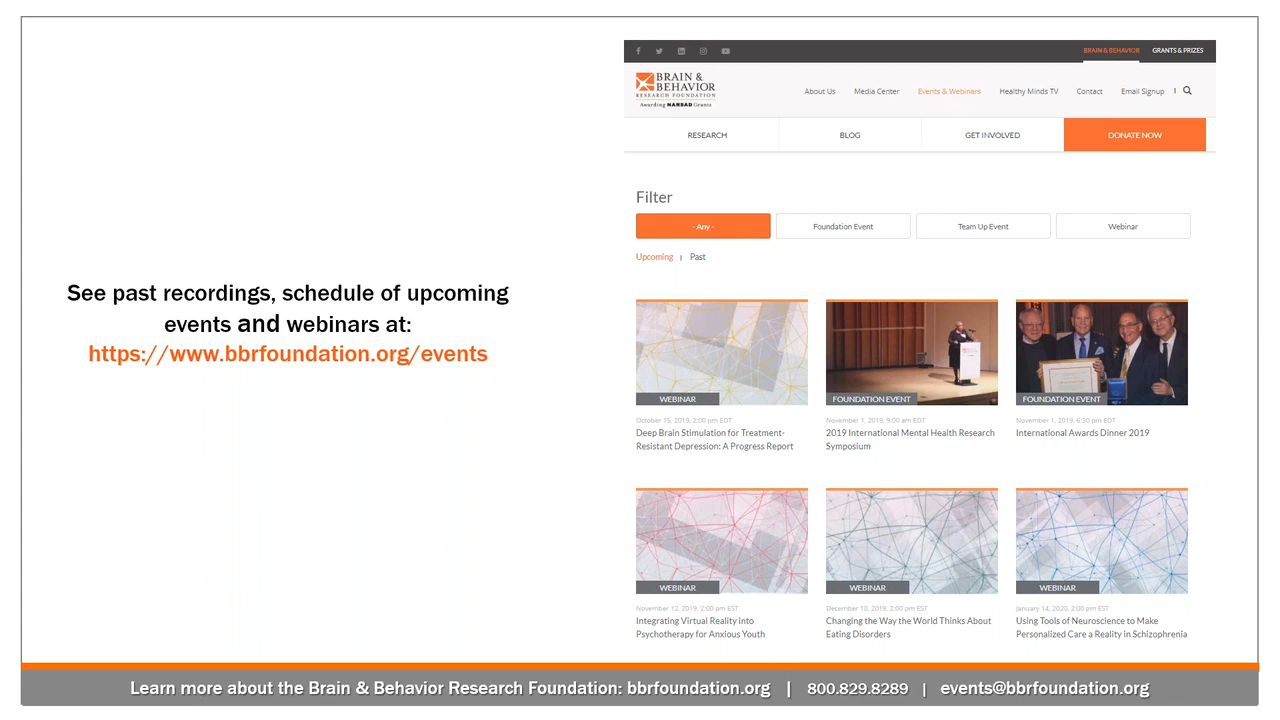 See past recordings, schedule of upcoming
events and webinars at:
https://www.bbrfoundation.org/events
BRAIN & BEHAVIOR
GRANTS & PRIZES
BRAIN &
BEHAVIOR
RESEARCH FOUNDATION
Awarding NARSAD Grants
About Us
Media Center
Events & Webinars
Healthy Minds TV
Contact
Email Signup
RESEARCH
BLOG
GET INVOLVED
DONATE NOW
Filter
- Any -
Foundation Event
Team Up Event
Webinar
Upcoming | Past
WEBINAR
October 15, 2019, 2:00 pm EDT
Deep Brain Stimulation for Treatment-
Resistant Depression: A Progress Report
FOUNDATION EVENT
November 1, 2019, 9:00 am EDT
2019 International Mental Health Research
Symposium
FOUNDATION EVENT
November 1, 2019, 6:30 pm EDT
International Awards Dinner 2019
WEBINAR
November 12, 2019, 2:00 pm EST
Integrating Virtual Reality into
Psychotherapy for Anxious Youth
WEBINAR
December 10, 2019, 2:00 pm EST
Changing the Way the World Thinks About
Eating Disorders
WEBINAR
January 14, 2020, 2:00 pm EST
Using Tools of Neuroscience to Make
Personalized Care a Reality in Schizophrenia
Learn more about the Brain & Behavior Research Foundation: bbrfoundation.org | 800.829.8289 | events@bbrfoundation.org